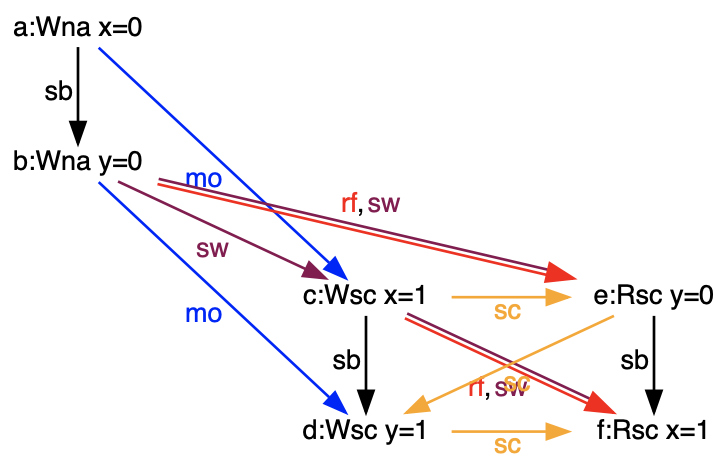 a:Wna x=0
sb
b:Wna y=0
mo
rf,sw
sw
mo
c:Wsc x=1
sc
e:Rsc y=0
sb
sc
rf,sw
sb
d:Wsc y=1
sc
f:Rsc x=1